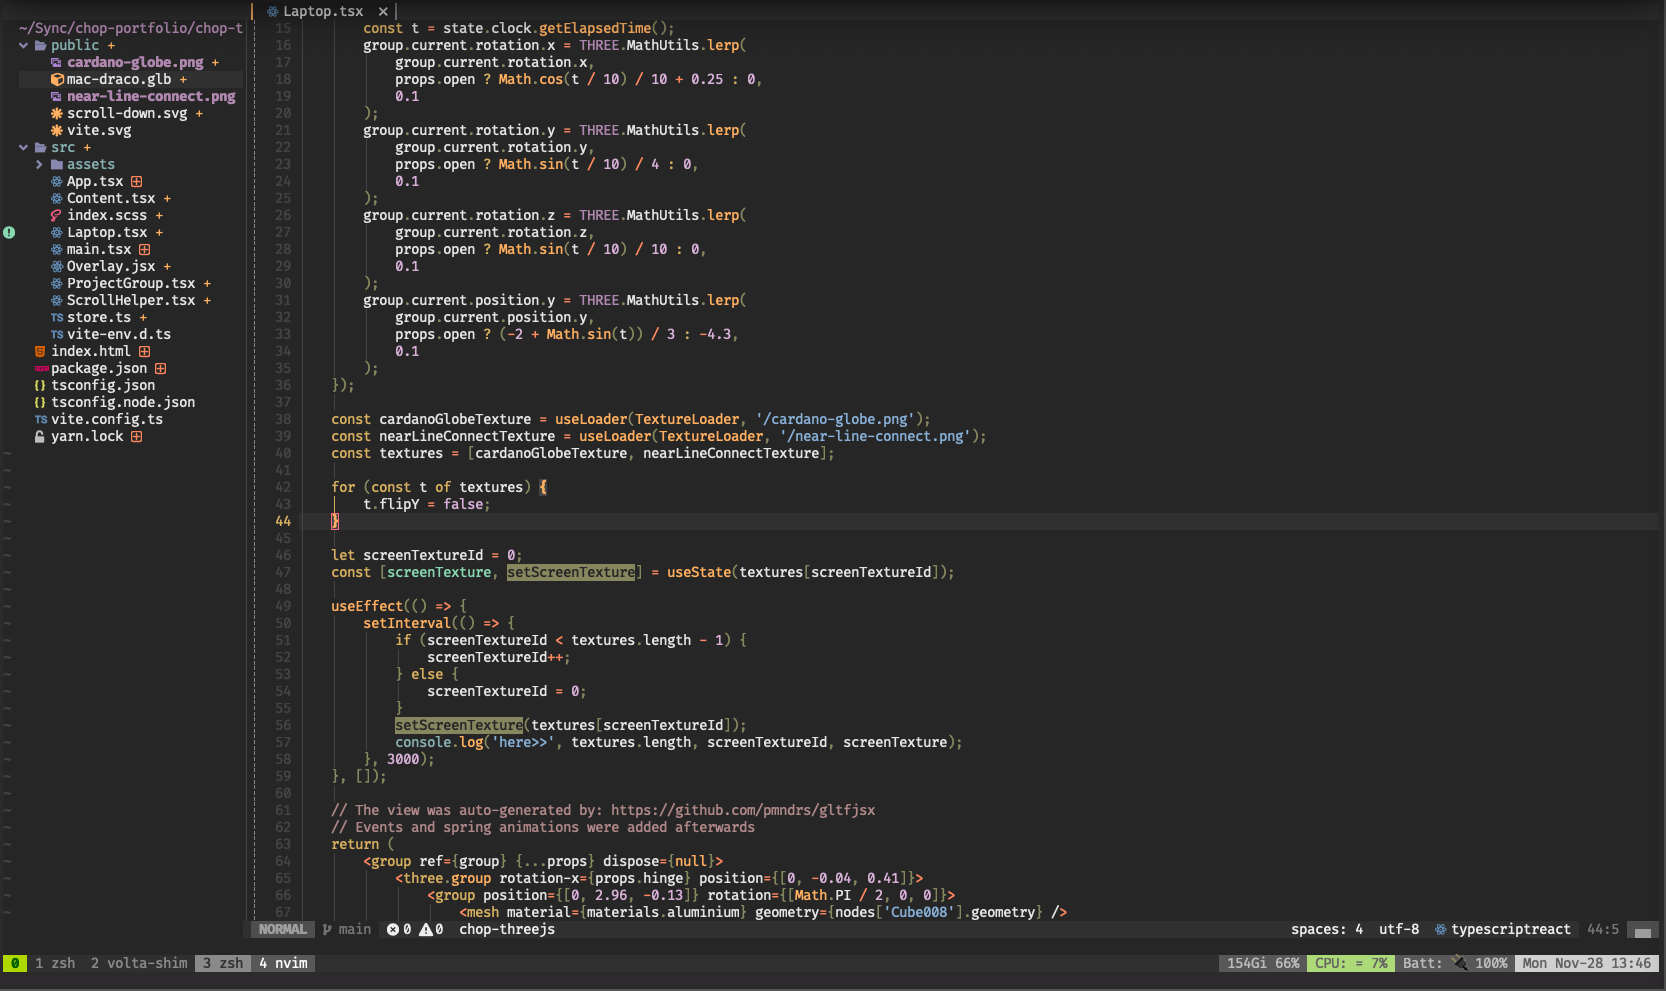 Laptop.tsx ×
~/Sync/chop-portfolio/chop-t
public +
cardano-globe.png +
mac-draco.glb +
near-line-connect.png
scroll-down.svg +
vite.svg
src +
assets
App.tsx
Content.tsx +
index.scss +
Laptop.tsx +
main.tsx
Overlay.jsx +
ProjectGroup.tsx +
ScrollHelper.tsx +
TS store.ts +
TS vite-env.d.ts
index.html
package.json
{} tsconfig.json
{} tsconfig.node.json
TS vite.config.ts
yarn.lock
15 const t = state.clock.getElapsedTime();
16 group.current.rotation.x = THREE.MathUtils.lerp(
17 group.current.rotation.x,
18 props.open ? Math.cos(t / 10) / 10 + 0.25 : 0,
19 0.1
20 );
21 group.current.rotation.y = THREE.MathUtils.lerp(
22 group.current.rotation.y,
23 props.open ? Math.sin(t / 10) / 4 : 0,
24 0.1
25 );
26 group.current.rotation.z = THREE.MathUtils.lerp(
27 group.current.rotation.z,
28 props.open ? Math.sin(t / 10) / 10 : 0,
29 0.1
30 );
31 group.current.position.y = THREE.MathUtils.lerp(
32 group.current.position.y,
33 props.open ? (-2 + Math.sin(t)) / 3 : -4.3,
34 0.1
35 );
36 });
37
38 const cardanoGlobeTexture = useLoader(TextureLoader, '/cardano-globe.png');
39 const nearLineConnectTexture = useLoader(TextureLoader, '/near-line-connect.png');
40 const textures = [cardanoGlobeTexture, nearLineConnectTexture];
41
42 for (const t of textures) {
43 t.flipY = false;
44 }
45
46 let screenTextureId = 0;
47 const [screenTexture, setScreenTexture] = useState(textures[screenTextureId]);
48
49 useEffect(() => {
50 setInterval(() => {
51 if (screenTextureId < textures.length - 1) {
52 screenTextureId++;
53 } else {
54 screenTextureId = 0;
55 }
56 setScreenTexture(textures[screenTextureId]);
57 console.log('here>>', textures.length, screenTextureId, screenTexture);
58 }, 3000);
59 }, []);
60
61 // The view was auto-generated by: https://github.com/pmndrs/gltfjsx
62 // Events and spring animations were added afterwards
63 return (
64 <group ref={group} {...props} dispose={null}>
65 <three.group rotation-x={props.hinge} position={[0, -0.04, 0.41]}>
66 <group position={[0, 2.96, -0.13]} rotation={[Math.PI / 2, 0, 0]}>
67 <mesh material={materials.aluminium} geometry={nodes['Cube008'].geometry} />
NORMAL main 0 0 chop-threejs spaces: 4 utf-8 typescriptreact 44:5
0 1 zsh 2 volta-shim 3 zsh 4 nvim 154Gi 66% CPU: = 7% Batt: 100% Mon Nov-28 13:46